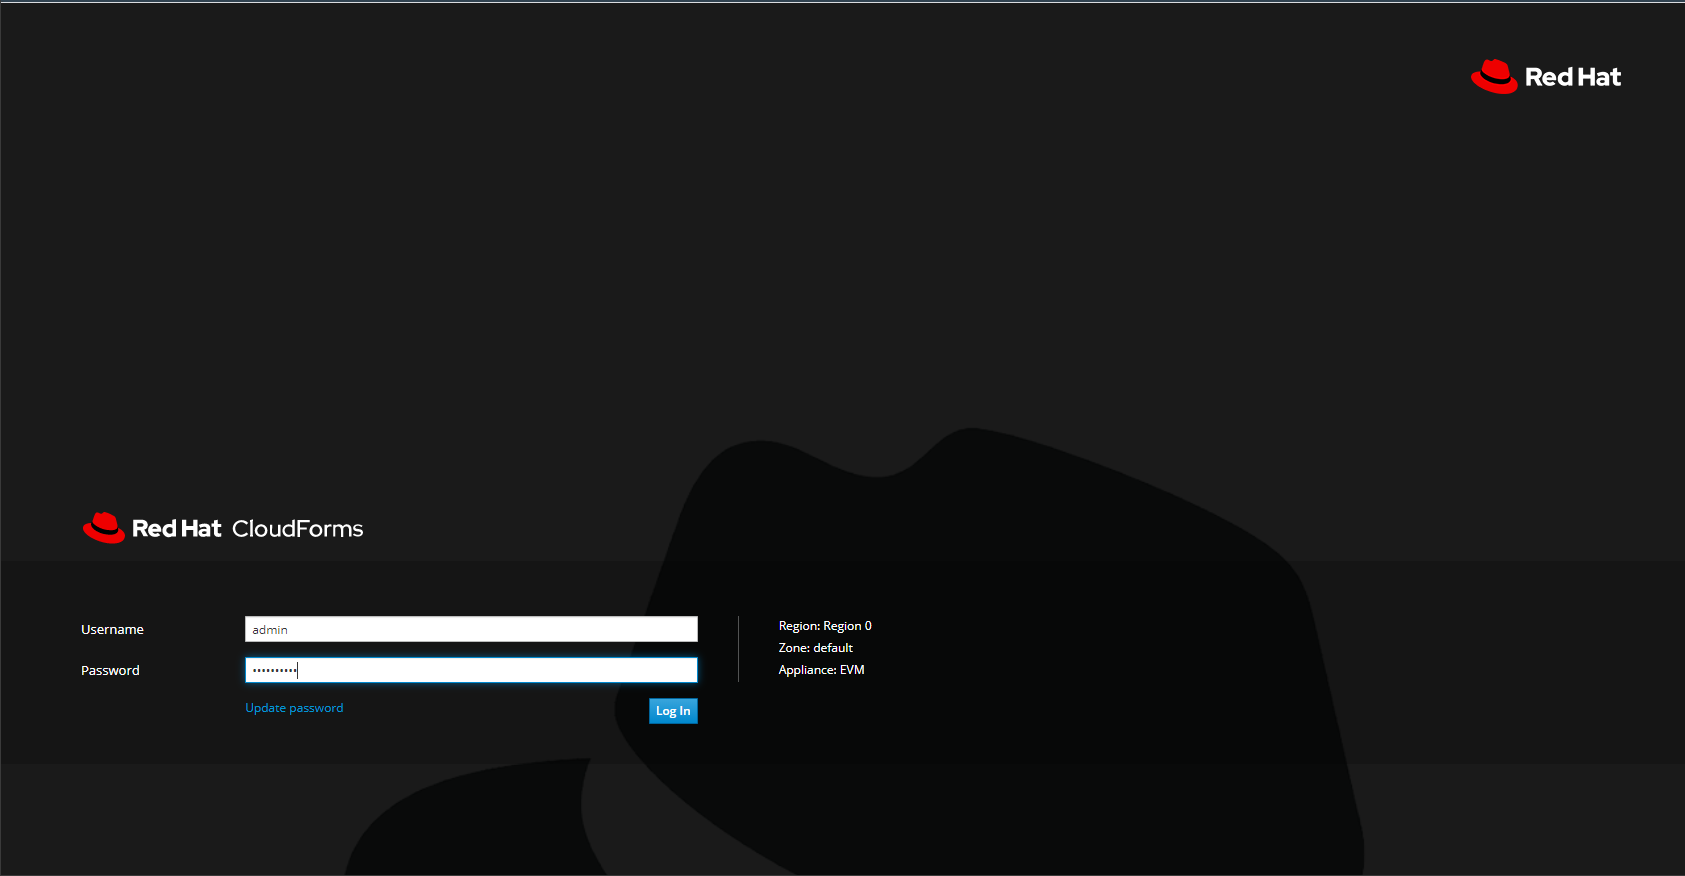 Red Hat
Red Hat CloudForms
Username
admin
Password
••••••••••
Update password
Log In
Region: Region 0
Zone: default
Appliance: EVM